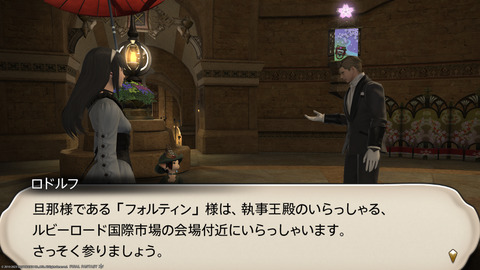 ロドルフ
旦那様である「フォルティン」様は、執事王殿のいらっしゃる、
ルビーロード国際市場の会場付近にいらっしゃいます。
さっそく参りましょう。
FINAL FANTASY XIV